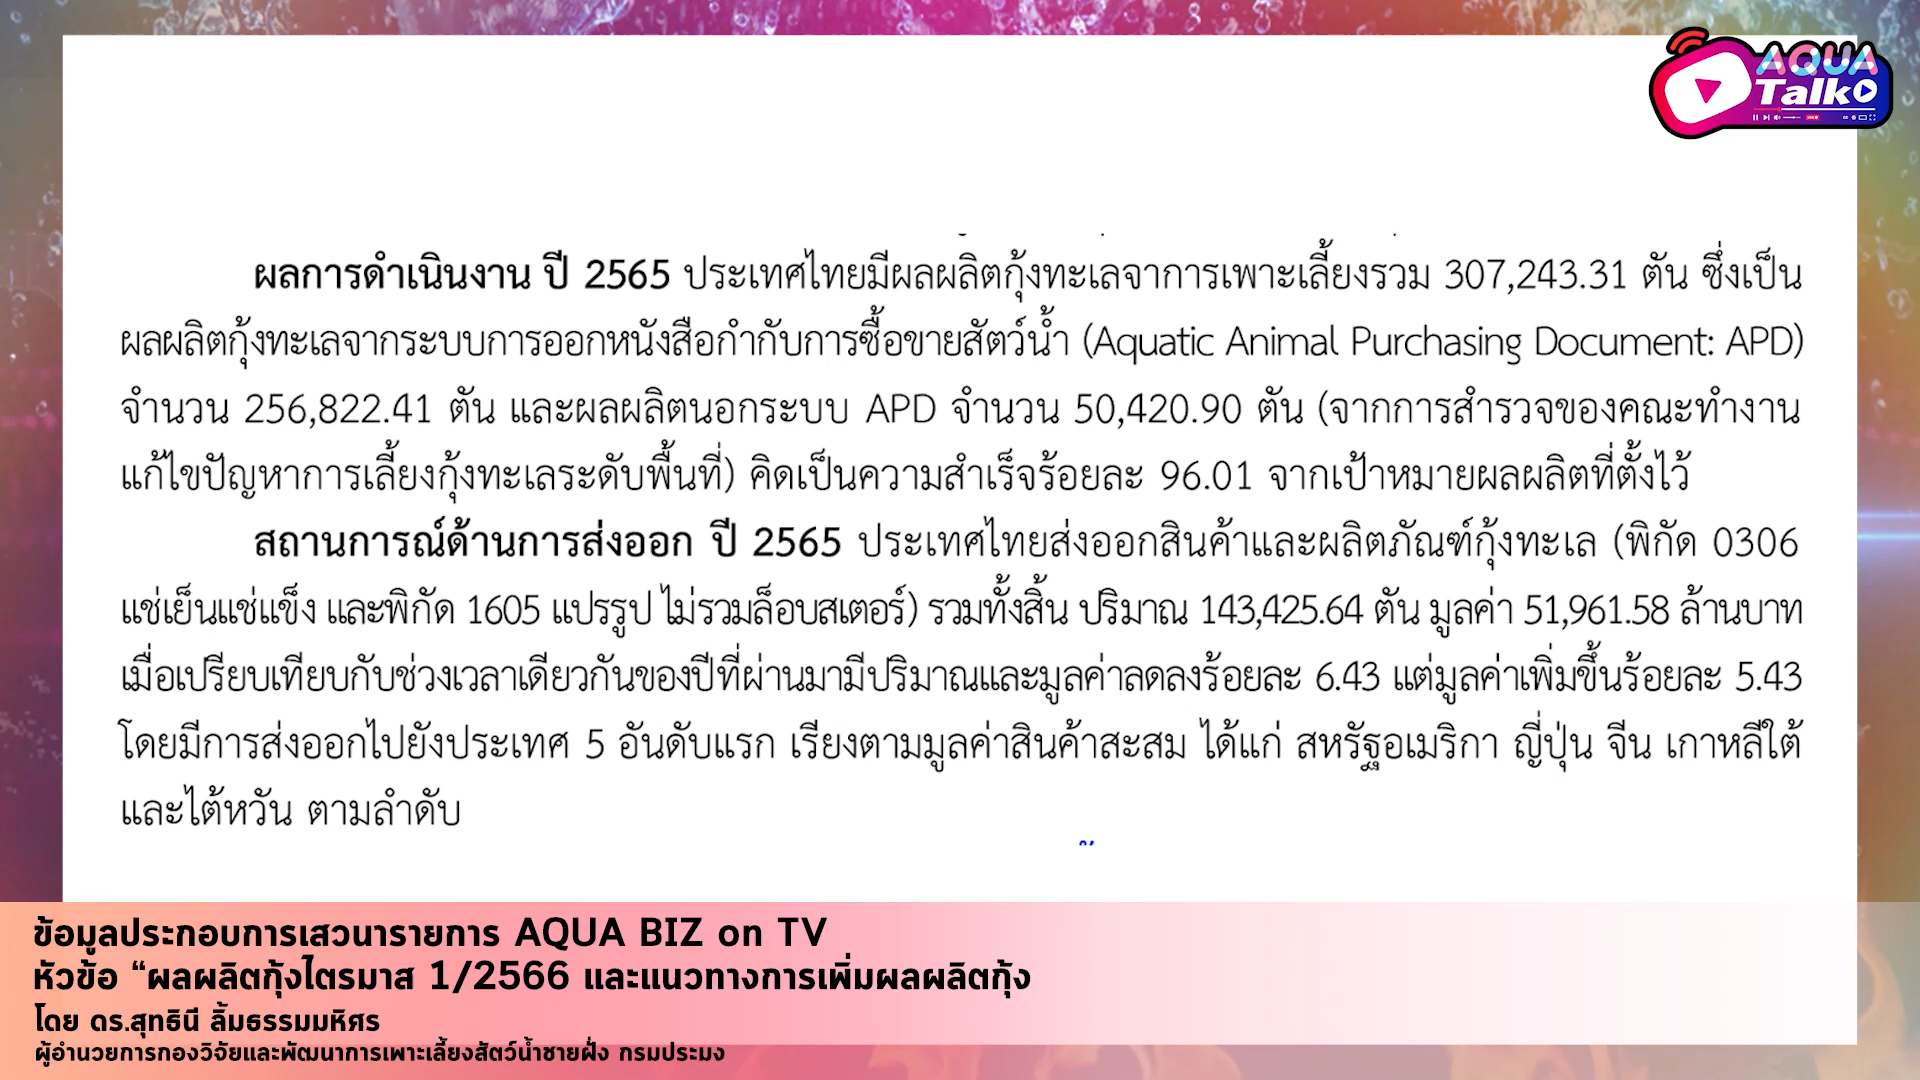 AQUA
Talk
ผลการดำเนินงาน ปี 2565 ประเทศไทยมีผลผลิตกุ้งทะเลจาการเพาะเลี้ยงรวม 307,243.31 ตัน ซึ่งเป็น
ผลผลิตกุ้งทะเลจากระบบการออกหนังสือกำกับการซื้อขายสัตว์น้ำ (Aquatic Animal Purchasing Document: APD)
จำนวน 256,822.41 ตัน และผลผลิตนอกระบบ APD จำนวน 50,420.90 ตัน (จากการสำรวจของคณะทำงาน
แก้ไขปัญหาการเลี้ยงกุ้งทะเลระดับพื้นที่) คิดเป็นความสำเร็จร้อยละ 96.01 จากเป้าหมายผลผลิตที่ตั้งไว้
สถานการณ์ด้านการส่งออก ปี 2565 ประเทศไทยส่งออกสินค้าและผลิตภัณฑ์กุ้งทะเล (พิกัด 0306
แช่เย็นแช่แข็ง และพิกัด 1605 แปรรูป ไม่รวมล็อบสเตอร์) รวมทั้งสิ้น ปริมาณ 143,425.64 ตัน มูลค่า 51,961.58 ล้านบาท
เมื่อเปรียบเทียบกับช่วงเวลาเดียวกันของปีที่ผ่านมามีปริมาณและมูลค่าลดลงร้อยละ 6.43 แต่มูลค่าเพิ่มขึ้นร้อยละ 5.43
โดยมีการส่งออกไปยังประเทศ 5 อันดับแรก เรียงตามมูลค่าสินค้าสะสม ได้แก่ สหรัฐอเมริกา ญี่ปุ่น จีน เกาหลีใต้
และไต้หวัน ตามลำดับ
ข้อมูลประกอบการเสวนารายการ AQUA BIZ on TV
หัวข้อ “ผลผลิตกุ้งไตรมาส 1/2566 และแนวทางการเพิ่มผลผลิตกุ้ง
โดย ดร.สุทธินี ลิ้มธรรมมหิศร
ผู้อำนวยการกองวิจัยและพัฒนาการเพาะเลี้ยงสัตว์น้ำชายฝั่ง กรมประมง